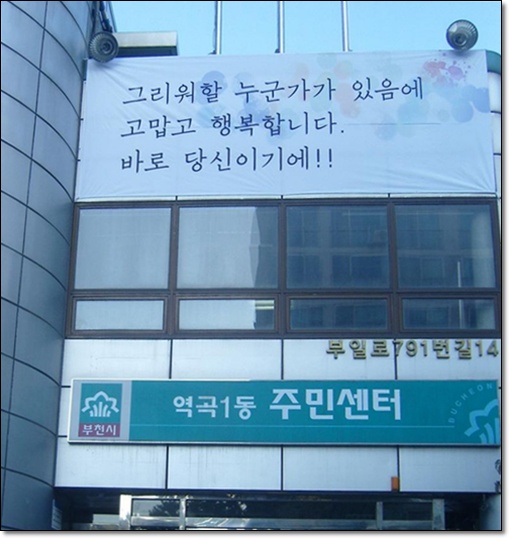 그리워할 누군가가 있음에
고맙고 행복합니다.
바로 당신이기에!!
부일로791번길14
부천시
역곡1동 주민센터
BUCHEON